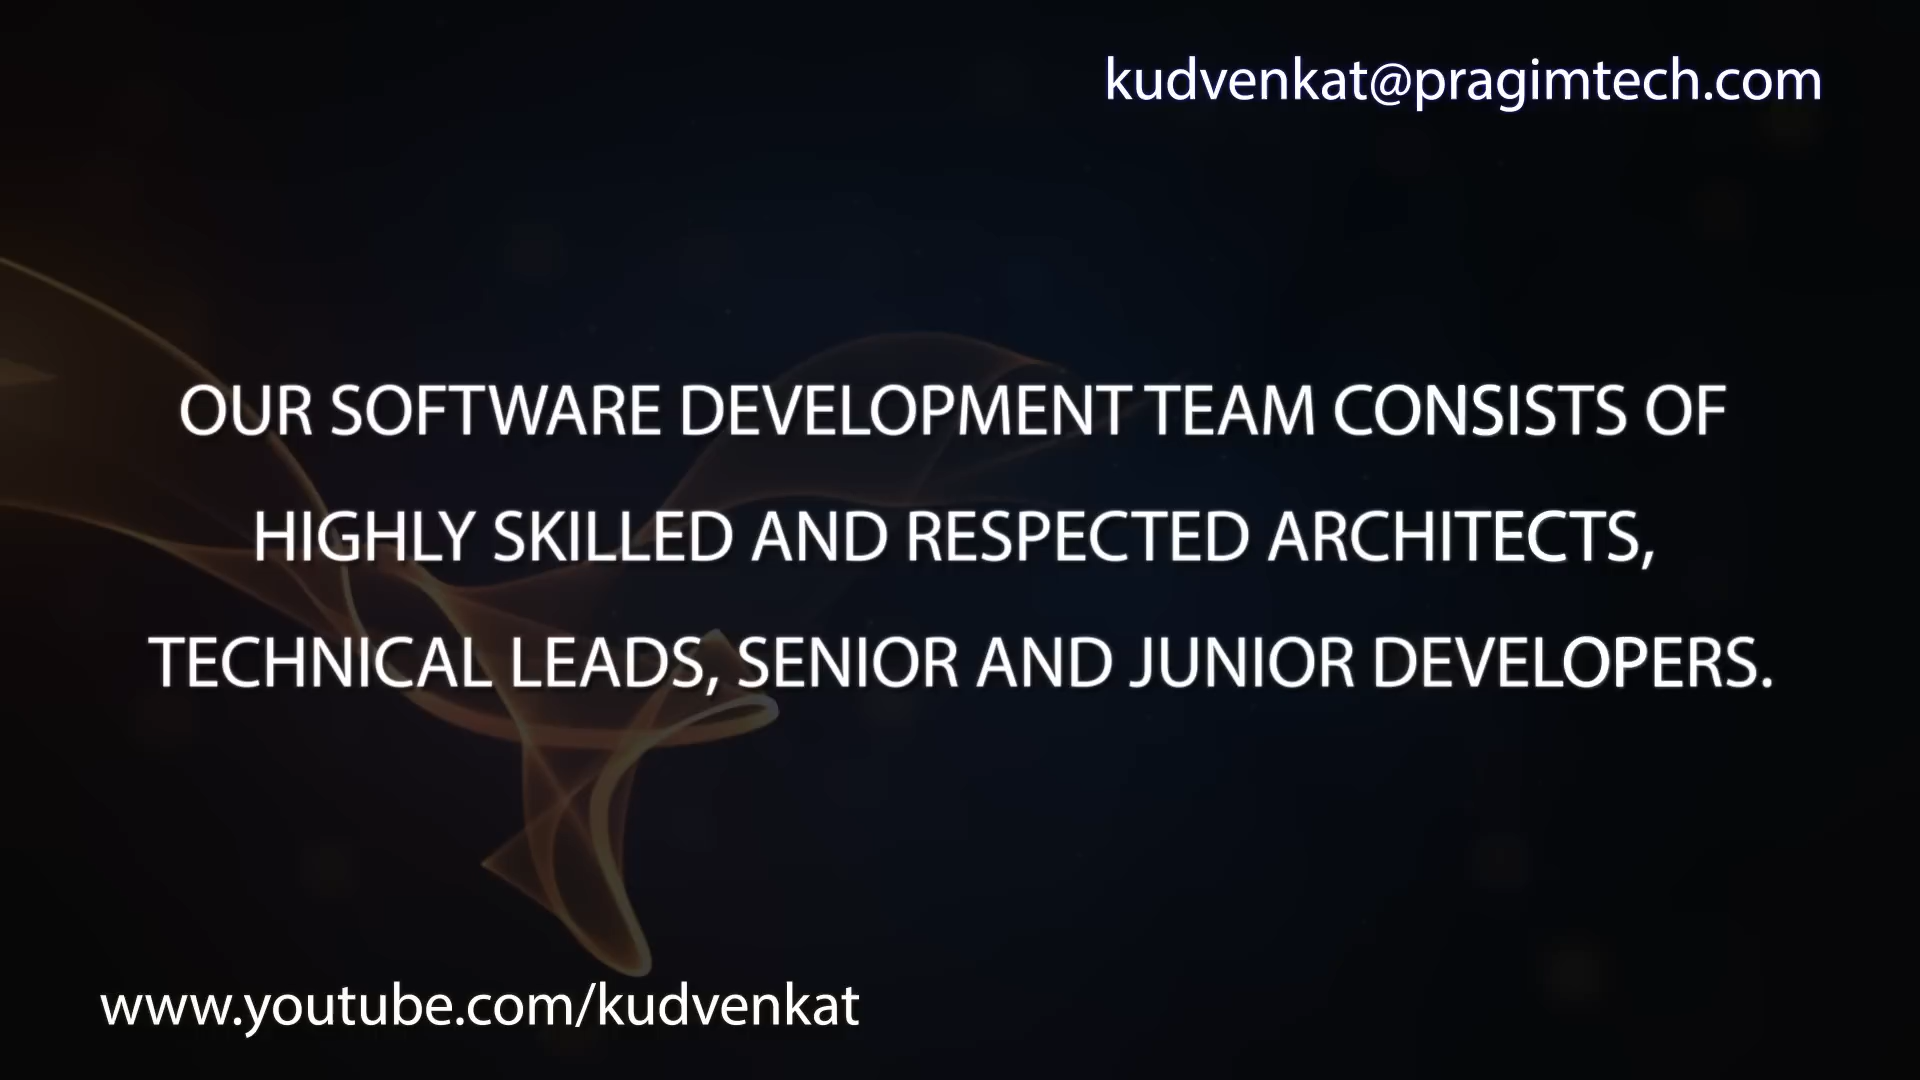 kudvenkat@pragimtech.com
OUR SOFTWARE DEVELOPMENT TEAM CONSISTS OF
HIGHLY SKILLED AND RESPECTED ARCHITECTS,
TECHNICAL LEADS, SENIOR AND JUNIOR DEVELOPERS.
www.youtube.com/kudvenkat